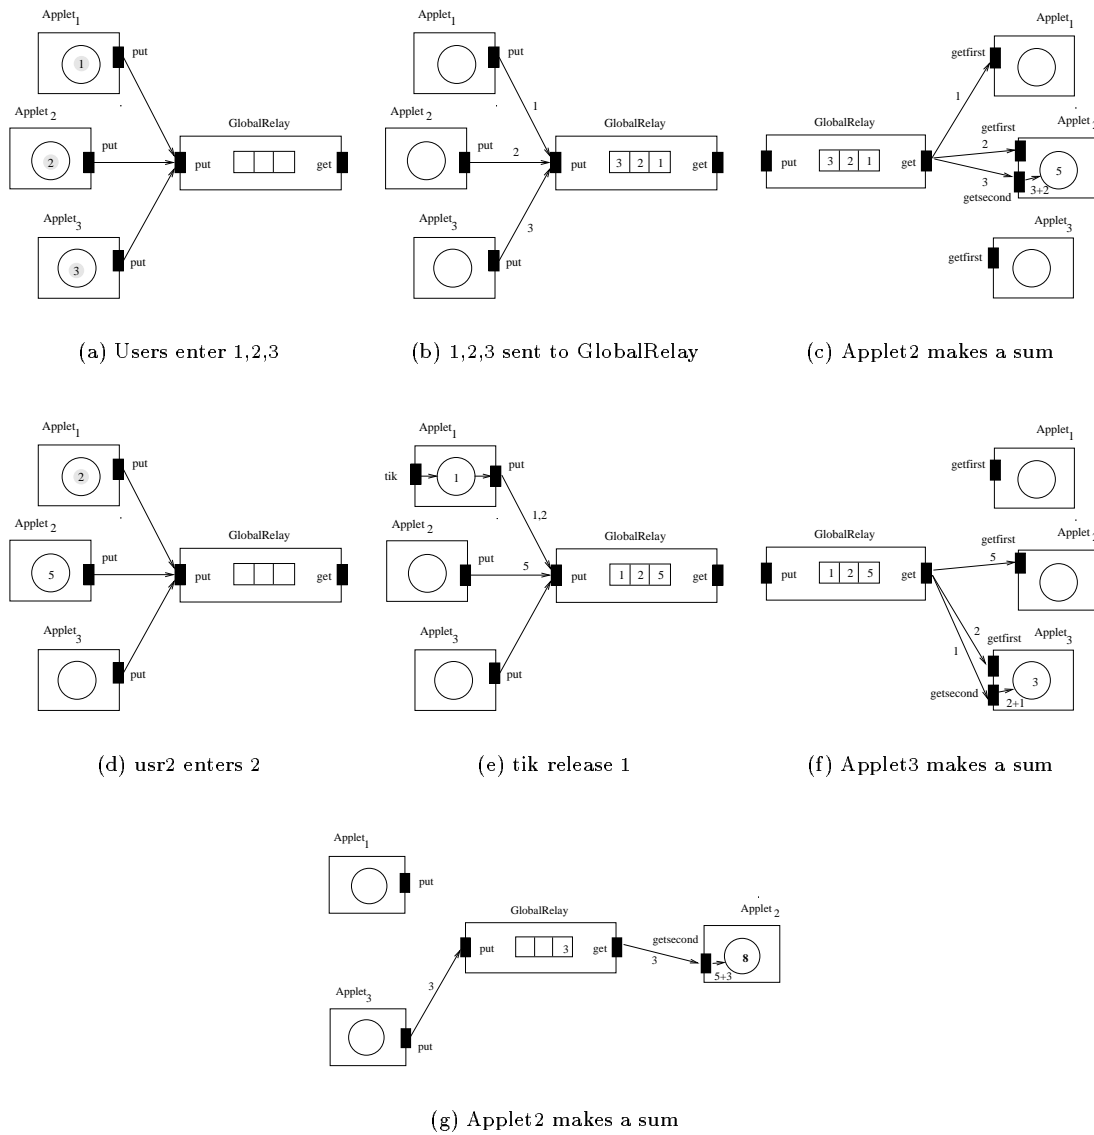 Applet1
1
put
Applet2
2
put
GlobalRelay
put
get
Applet3
3
put
(a) Users enter 1,2,3
Applet1
put
1
Applet2
put
2
GlobalRelay
put
3 2 1
get
Applet3
3
put
(b) 1,2,3 sent to GlobalRelay
Applet1
getfirst
1
GlobalRelay
put
3 2 1
get
Applet
getfirst
2
3
5
3+2
getsecond
Applet3
getfirst
(c) Applet2 makes a sum
Applet1
2
put
Applet2
5
put
GlobalRelay
put
get
Applet3
put
(d) usr2 enters 2
Applet1
tik
1
put
1,2
Applet2
put
5
GlobalRelay
put
1 2 5
get
Applet3
put
(e) tik release 1
Applet1
getfirst
GlobalRelay
put
1 2 5
get
Applet
getfirst
5
2
1
getfirst
Applet3
getsecond
3
2+1
(f) Applet3 makes a sum
Applet1
put
GlobalRelay
put
3
get
getsecond
3
Applet2
8
5+3
Applet3
3
put
(g) Applet2 makes a sum